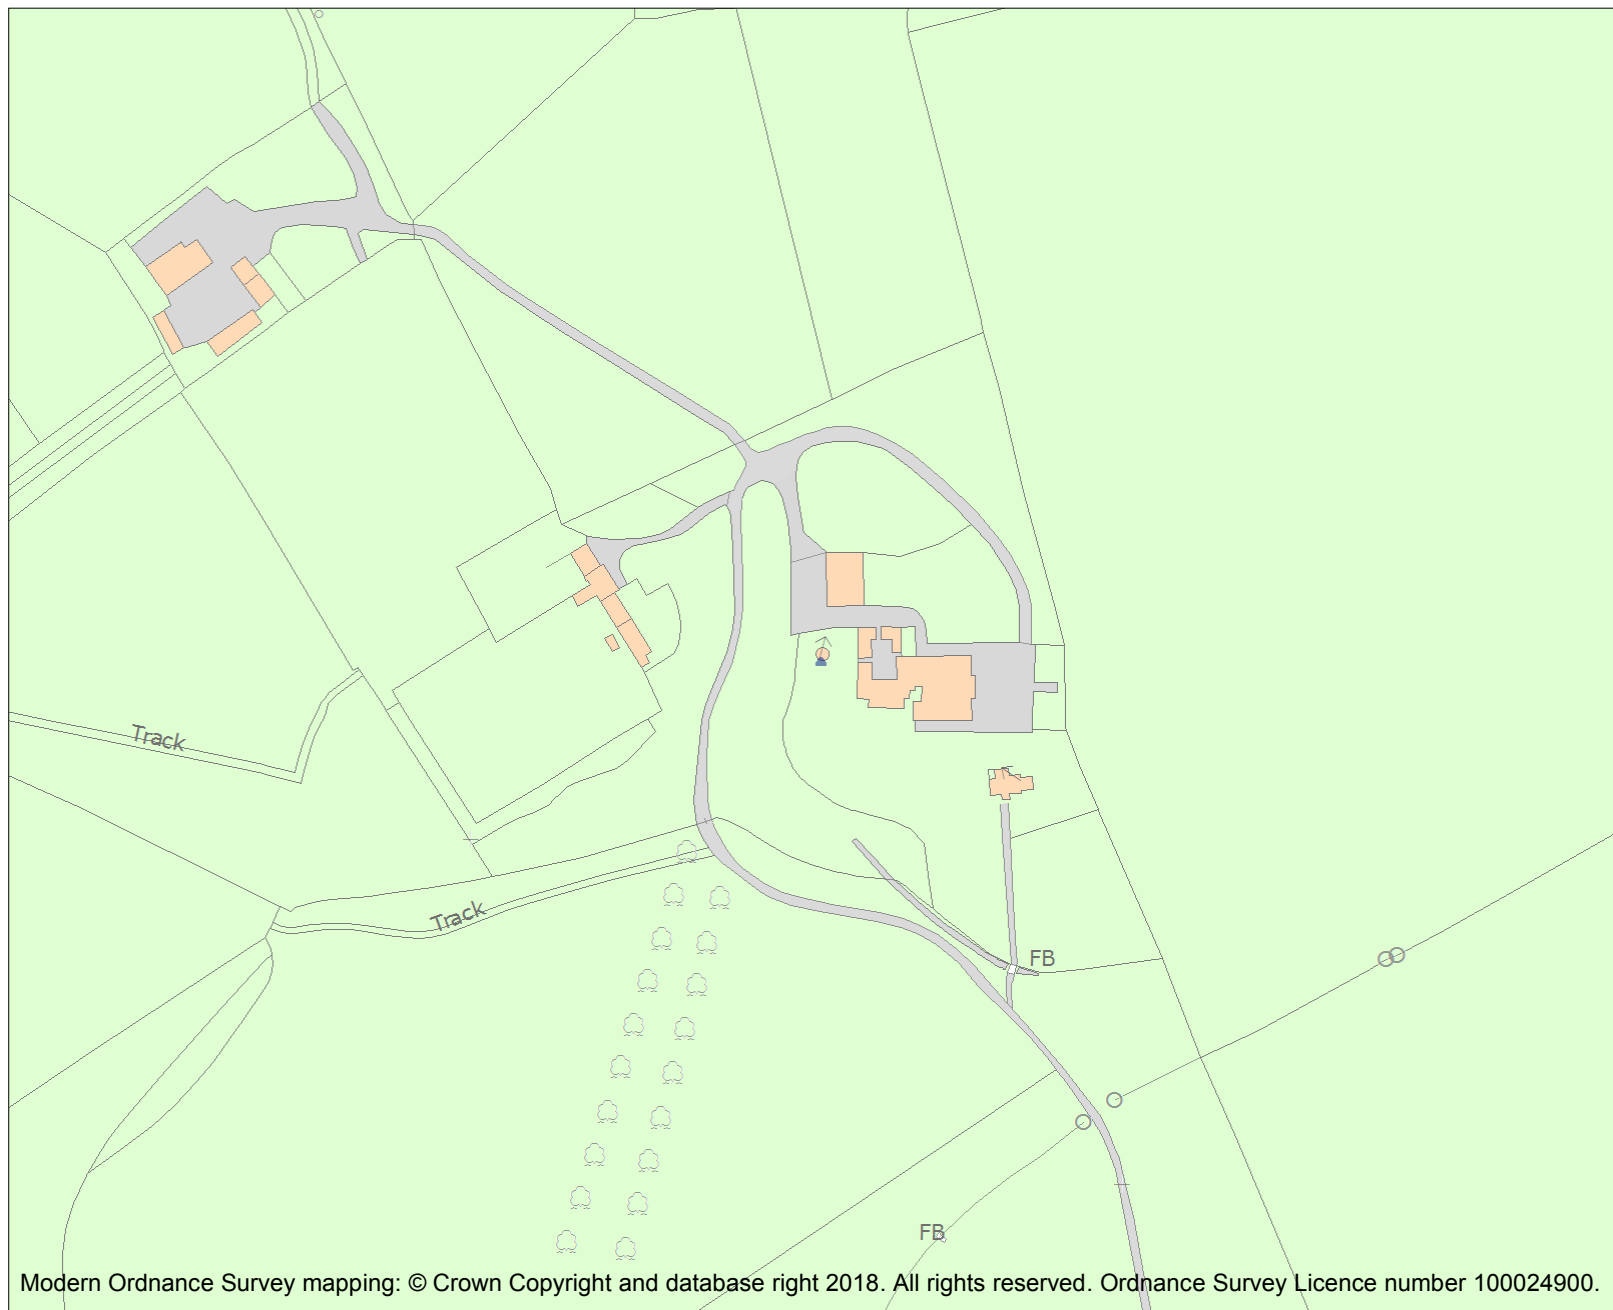 Track
Track
FB
FB
Modern Ordnance Survey mapping: © Crown Copyright and database right 2018. All rights reserved. Ordnance Survey Licence number 100024900.